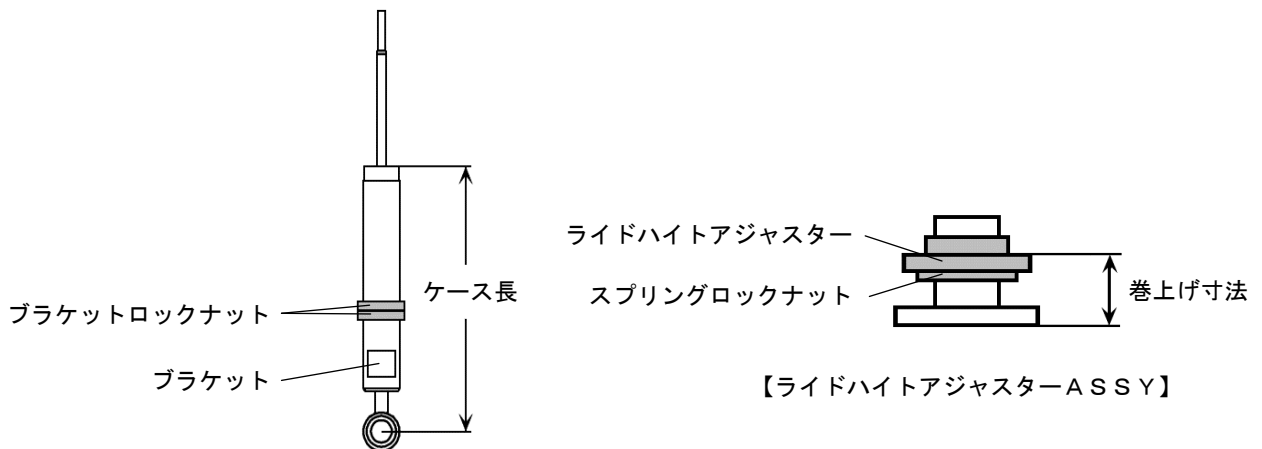 ケース長
ブラケットロックナット
ブラケット
ライドハイトアジャスター
スプリングロックナット
巻上げ寸法
【ライドハイトアジャスターＡＳＳＹ】